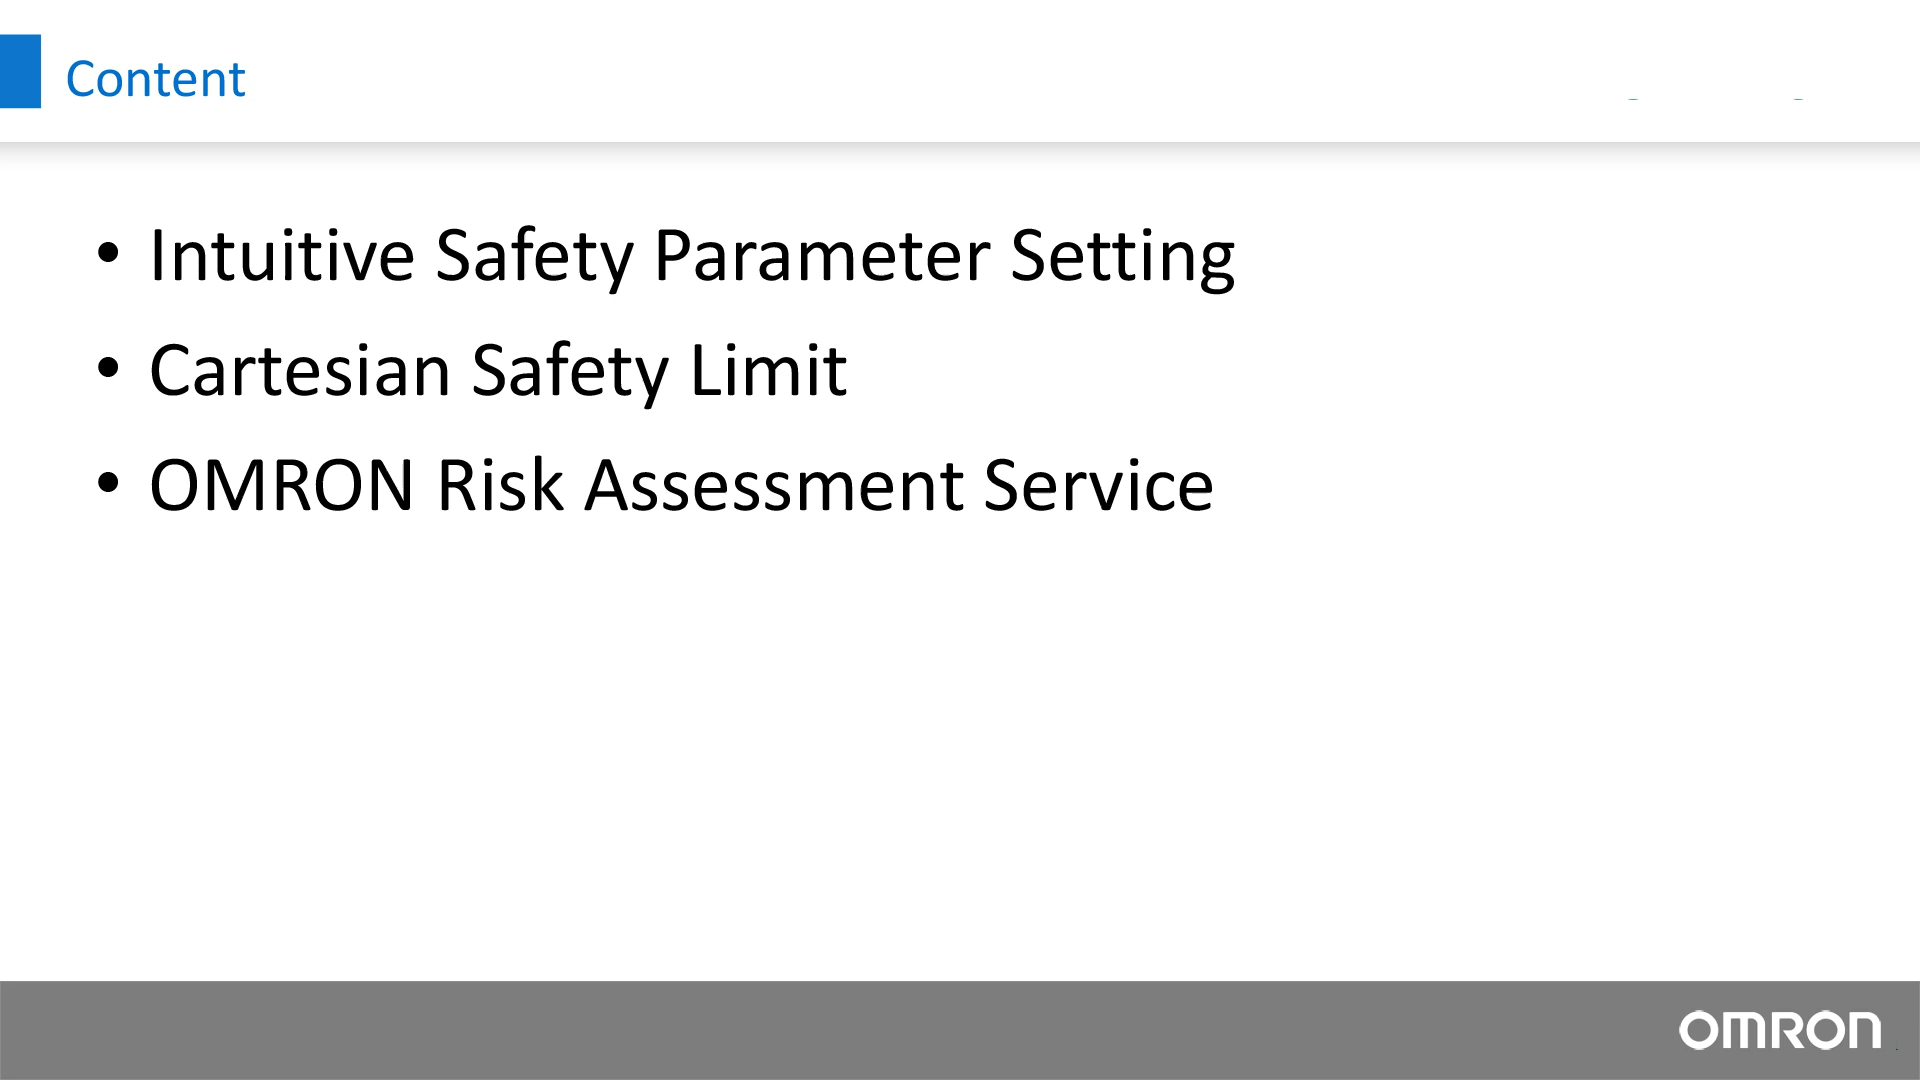 Content
• Intuitive Safety Parameter Setting
• Cartesian Safety Limit
• OMRON Risk Assessment Service
OMRON